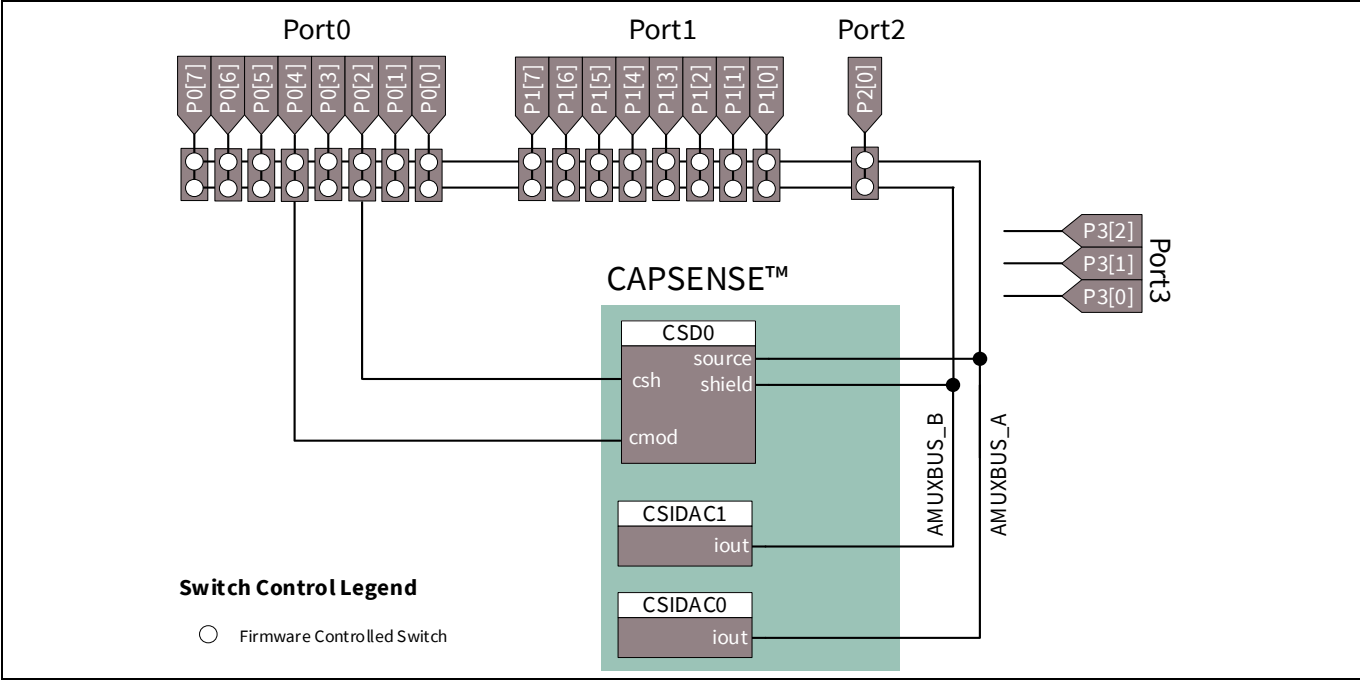 Port0
Port1
Port2
P0[7]
P0[6]
P0[5]
P0[4]
P0[3]
P0[2]
P0[1]
P0[0]
P1[7]
P1[6]
P1[5]
P1[4]
P1[3]
P1[2]
P1[1]
P1[0]
P2[0]
P3[2]
P3[1]
P3[0]
Port3
CAPSENSE™
CSD0
source
shield
csh
cmod
AMUXBUS_B
AMUXBUS_A
CSIDAC1
iout
CSIDAC0
iout
Switch Control Legend
Firmware Controlled Switch